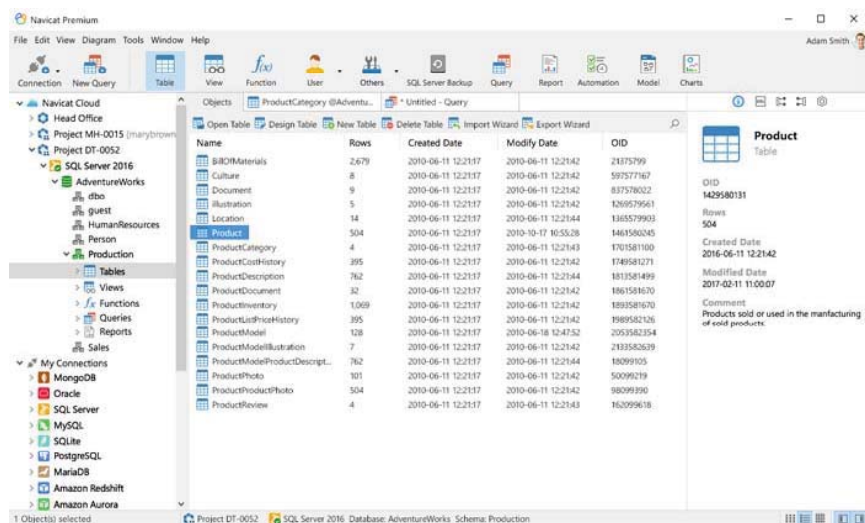 Navicat Premium
File Edit View Diagram Tools Window Help
Adam Smith
Connection New Query Table View Function User Others SQL Server Backup Query Report Automation Model Charts
Navicat Cloud
Head Office
Project MH-0015 (marybrown
Project DT-0052
SQL Server 2016
AdventureWorks
dbo
guest
HumanResources
Person
Production
Tables
Views
Functions
Queries
Reports
Sales
My Connections
MongoDB
Oracle
SQL Server
MySQL
SQLite
PostgreSQL
MariaDB
Amazon Redshift
Amazon Aurora
Objects ProductCategory @Adventu... * Untitled - Query
Open Table Design Table New Table Delete Table Import Wizard Export Wizard
Name Rows Created Date Modify Date OID
BillOfMaterials 2,679 2010-06-11 12:21:17 2010-06-11 12:21:42 21375799
Culture 8 2010-06-11 12:21:17 2010-06-11 12:21:42 597577167
Document 9 2010-06-11 12:21:17 2010-06-11 12:21:42 837578022
illustration 5 2010-06-11 12:21:17 2010-06-11 12:21:42 1269579561
Location 14 2010-06-11 12:21:17 2010-06-11 12:21:44 1365579903
Product 504 2010-06-11 12:21:17 2010-10-17 10:55:28 1461580245
ProductCategory 4 2010-06-11 12:21:17 2010-06-11 12:21:43 1701581100
ProductCostHistory 395 2010-06-11 12:21:17 2010-06-11 12:21:42 1749581271
ProductDescription 762 2010-06-11 12:21:17 2010-06-11 12:21:44 1813581499
ProductDocument 32 2010-06-11 12:21:17 2010-06-11 12:21:42 1861581670
ProductInventory 1,069 2010-06-11 12:21:17 2010-06-11 12:21:42 1893581670
ProductListPriceHistory 395 2010-06-11 12:21:17 2010-06-11 12:21:42 1989582126
ProductModel 128 2010-06-11 12:21:17 2010-06-18 12:47:52 2053582354
ProductModelIllustration 7 2010-06-11 12:21:17 2010-06-11 12:21:42 2133582639
ProductModelProductDescript... 762 2010-06-11 12:21:17 2010-06-11 12:21:44 18099105
ProductPhoto 101 2010-06-11 12:21:17 2010-06-11 12:21:42 50099219
ProductProductPhoto 504 2010-06-11 12:21:17 2010-06-11 12:21:42 98099390
ProductReview 4 2010-06-11 12:21:17 2010-06-11 12:21:43 162099618
Product
Table
OID
1429580131
Rows
504
Created Date
2016-06-11 12:21:42
Modified Date
2017-02-11 11:00:07
Comment
Products sold or used in the manfacturing
of sold products.
1 Object(s) selected Project DT-0052 SQL Server 2016 Database: AdventureWorks Schema: Production